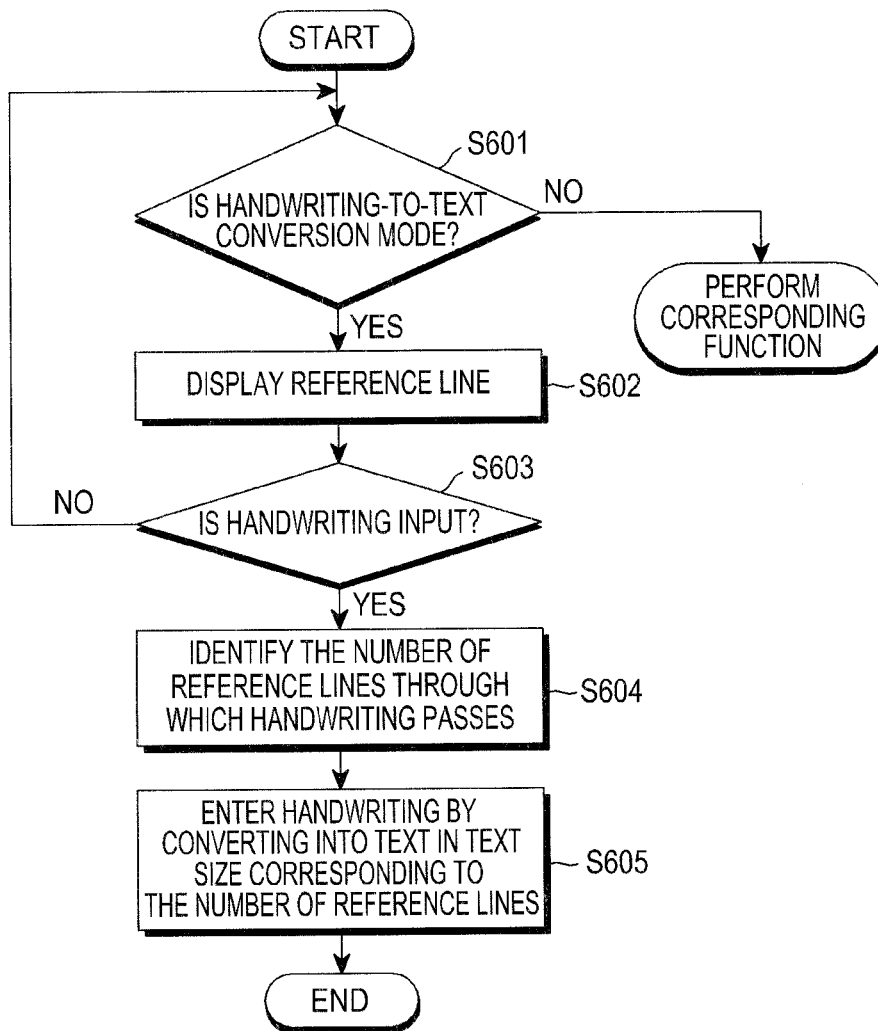 START
S601
IS HANDWRITING-TO-TEXT
CONVERSION MODE?
NO
PERFORM
CORRESPONDING
FUNCTION
YES
DISPLAY REFERENCE LINE
S602
S603
NO
IS HANDWRITING INPUT?
YES
IDENTIFY THE NUMBER OF
REFERENCE LINES THROUGH
WHICH HANDWRITING PASSES
S604
ENTER HANDWRITING BY
CONVERTING INTO TEXT IN TEXT
SIZE CORRESPONDING TO
THE NUMBER OF REFERENCE LINES
S605
END